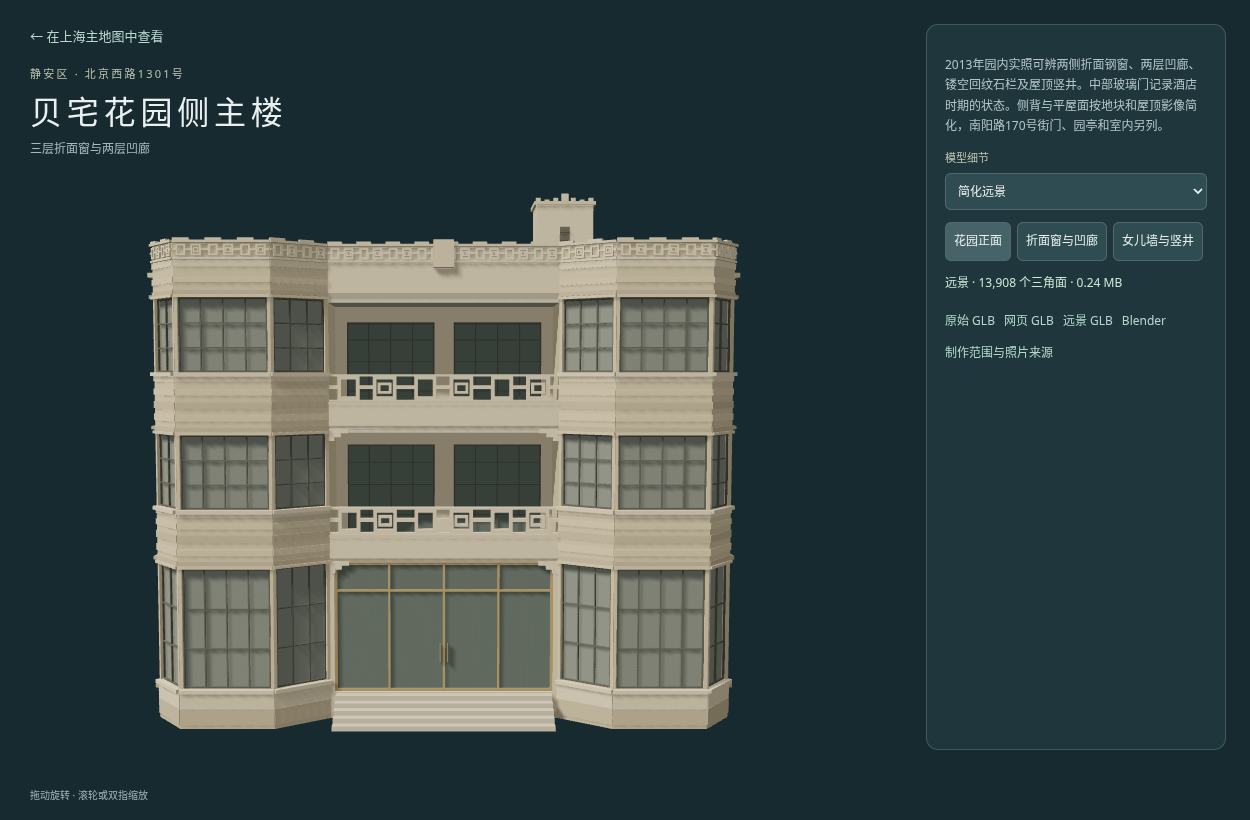 ← 在上海主地图中查看
静安区 · 北京西路1301号
贝宅花园侧主楼
三层折面窗与两层凹廊
2013年园内实照可辨两侧折面钢窗、两层凹廊、
镂空回纹石栏及屋顶竖井。中部玻璃门记录酒店
时期的状态。侧背与平屋面按地块和屋顶影像简
化，南阳路170号街门、园亭和室内另列。
模型细节
简化远景
花园正面 折面窗与凹廊 女儿墙与竖井
远景 · 13,908 个三角面 · 0.24 MB
原始 GLB 网页 GLB 远景 GLB Blender
制作范围与照片来源
拖动旋转 · 滚轮或双指缩放